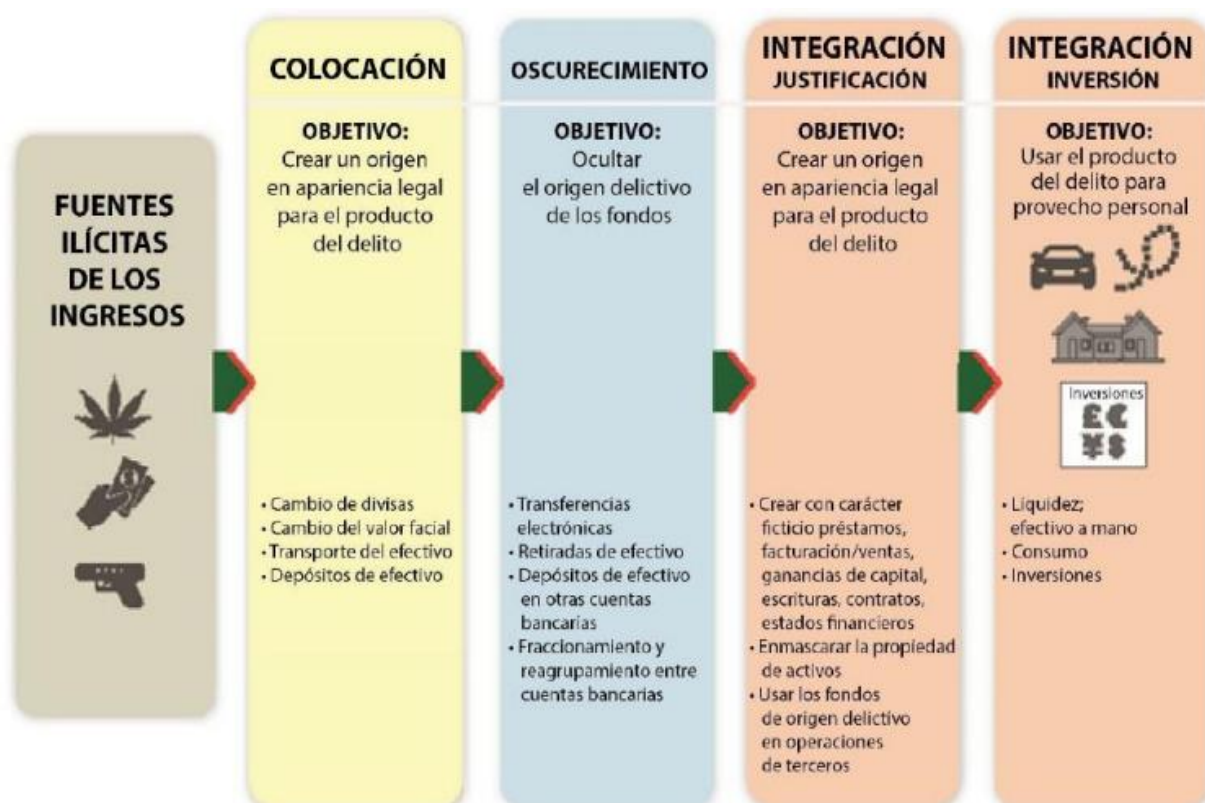 FUENTES
ILÍCITAS
DE LOS
INGRESOS
COLOCACIÓN
OBJETIVO:
Crear un origen
en apariencia legal
para el producto
del delito
• Cambio de divisas
• Cambio del valor facial
• Transporte del efectivo
• Depósitos de efectivo
OSCURECIMIENTO
OBJETIVO:
Ocultar
el origen delictivo
de los fondos
• Transferencias
electrónicas
• Retiradas de efectivo
• Depósitos de efectivo
en otras cuentas
bancarias
• Fraccionamiento y
reagrupamiento entre
cuentas bancarias
INTEGRACIÓN
JUSTIFICACIÓN
OBJETIVO:
Crear un origen
en apariencia legal
para el producto
del delito
• Crear con carácter
ficticio préstamos,
facturación/ventas,
ganancias de capital,
escrituras, contratos,
estados financieros
• Enmascarar la propiedad
de activos
• Usar los fondos
de origen delictivo
en operaciones
de terceros
INTEGRACIÓN
INVERSIÓN
OBJETIVO:
Usar el producto
del delito para
provecho personal
Inversiones
£ €
¥ $
• Líquidez;
efectivo a mano
• Consumo
• Inversiones